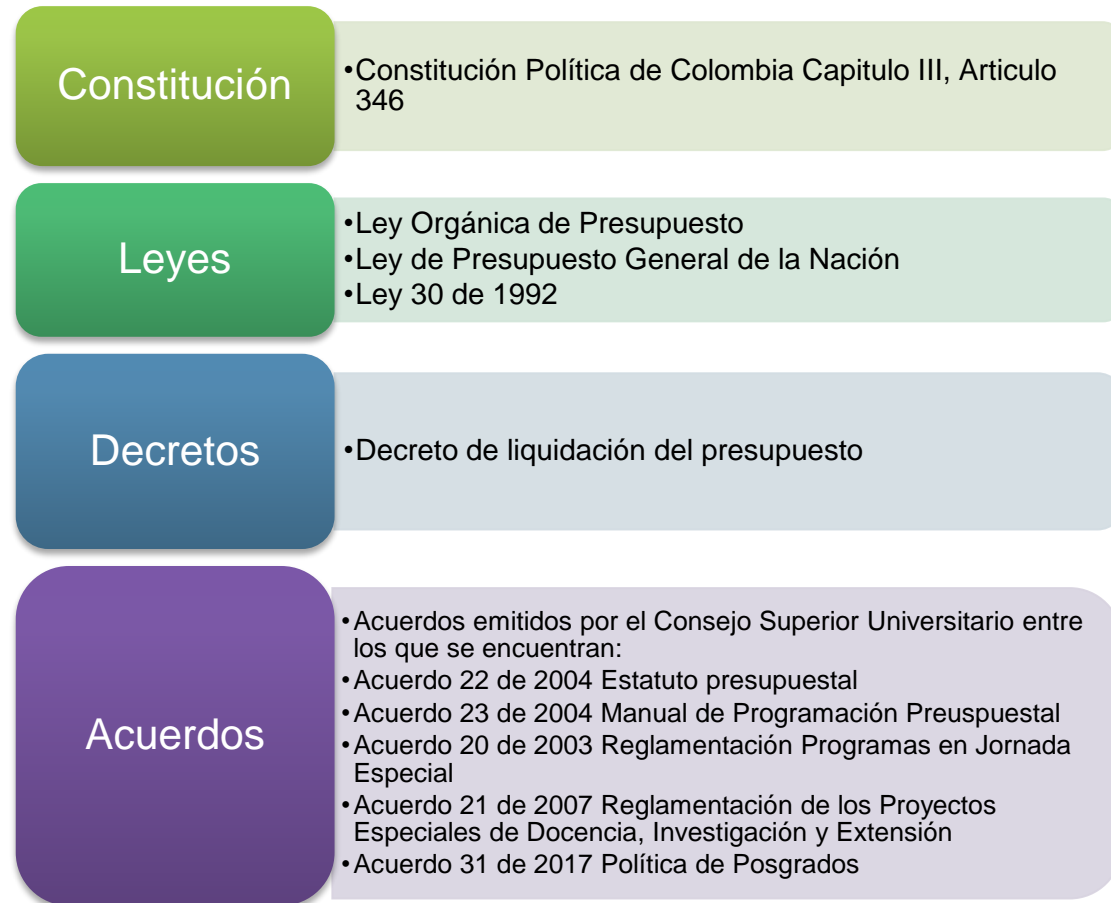 Constitución
•Constitución Política de Colombia Capitulo III, Articulo
346
Leyes
•Ley Orgánica de Presupuesto
•Ley de Presupuesto General de la Nación
•Ley 30 de 1992
Decretos
•Decreto de liquidación del presupuesto
Acuerdos
•Acuerdos emitidos por el Consejo Superior Universitario entre
los que se encuentran:
•Acuerdo 22 de 2004 Estatuto presupuestal
•Acuerdo 23 de 2004 Manual de Programación Preuspuestal
•Acuerdo 20 de 2003 Reglamentación Programas en Jornada
Especial
•Acuerdo 21 de 2007 Reglamentación de los Proyectos
Especiales de Docencia, Investigación y Extensión
•Acuerdo 31 de 2017 Política de Posgrados